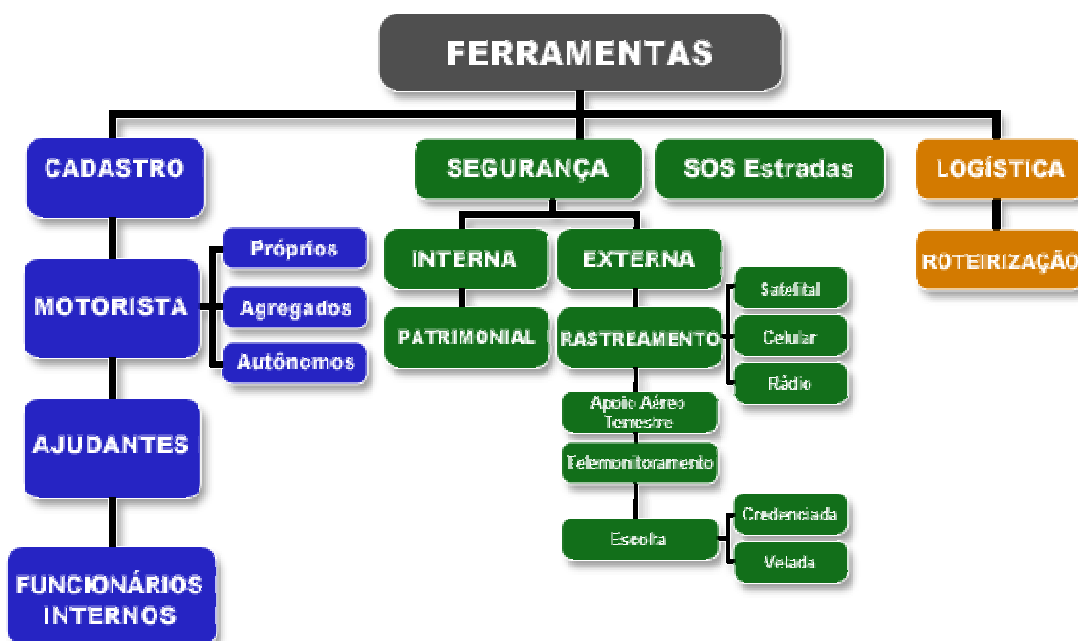 FERRAMENTAS
CADASTRO
SEGURANÇA
SOS Estradas
LOGÍSTICA
MOTORISTA
Próprios
Agregados
Autônomos
AJUDANTES
FUNCIONÁRIOS
INTERNOS
INTERNA
PATRIMONIAL
EXTERNA
RASTREAMENTO
Satelital
Celular
Rádio
Apoio Aéreo
Terrestre
Telemonitoramento
Escolta
Credenciada
Velada
ROTEIRIZAÇÃO